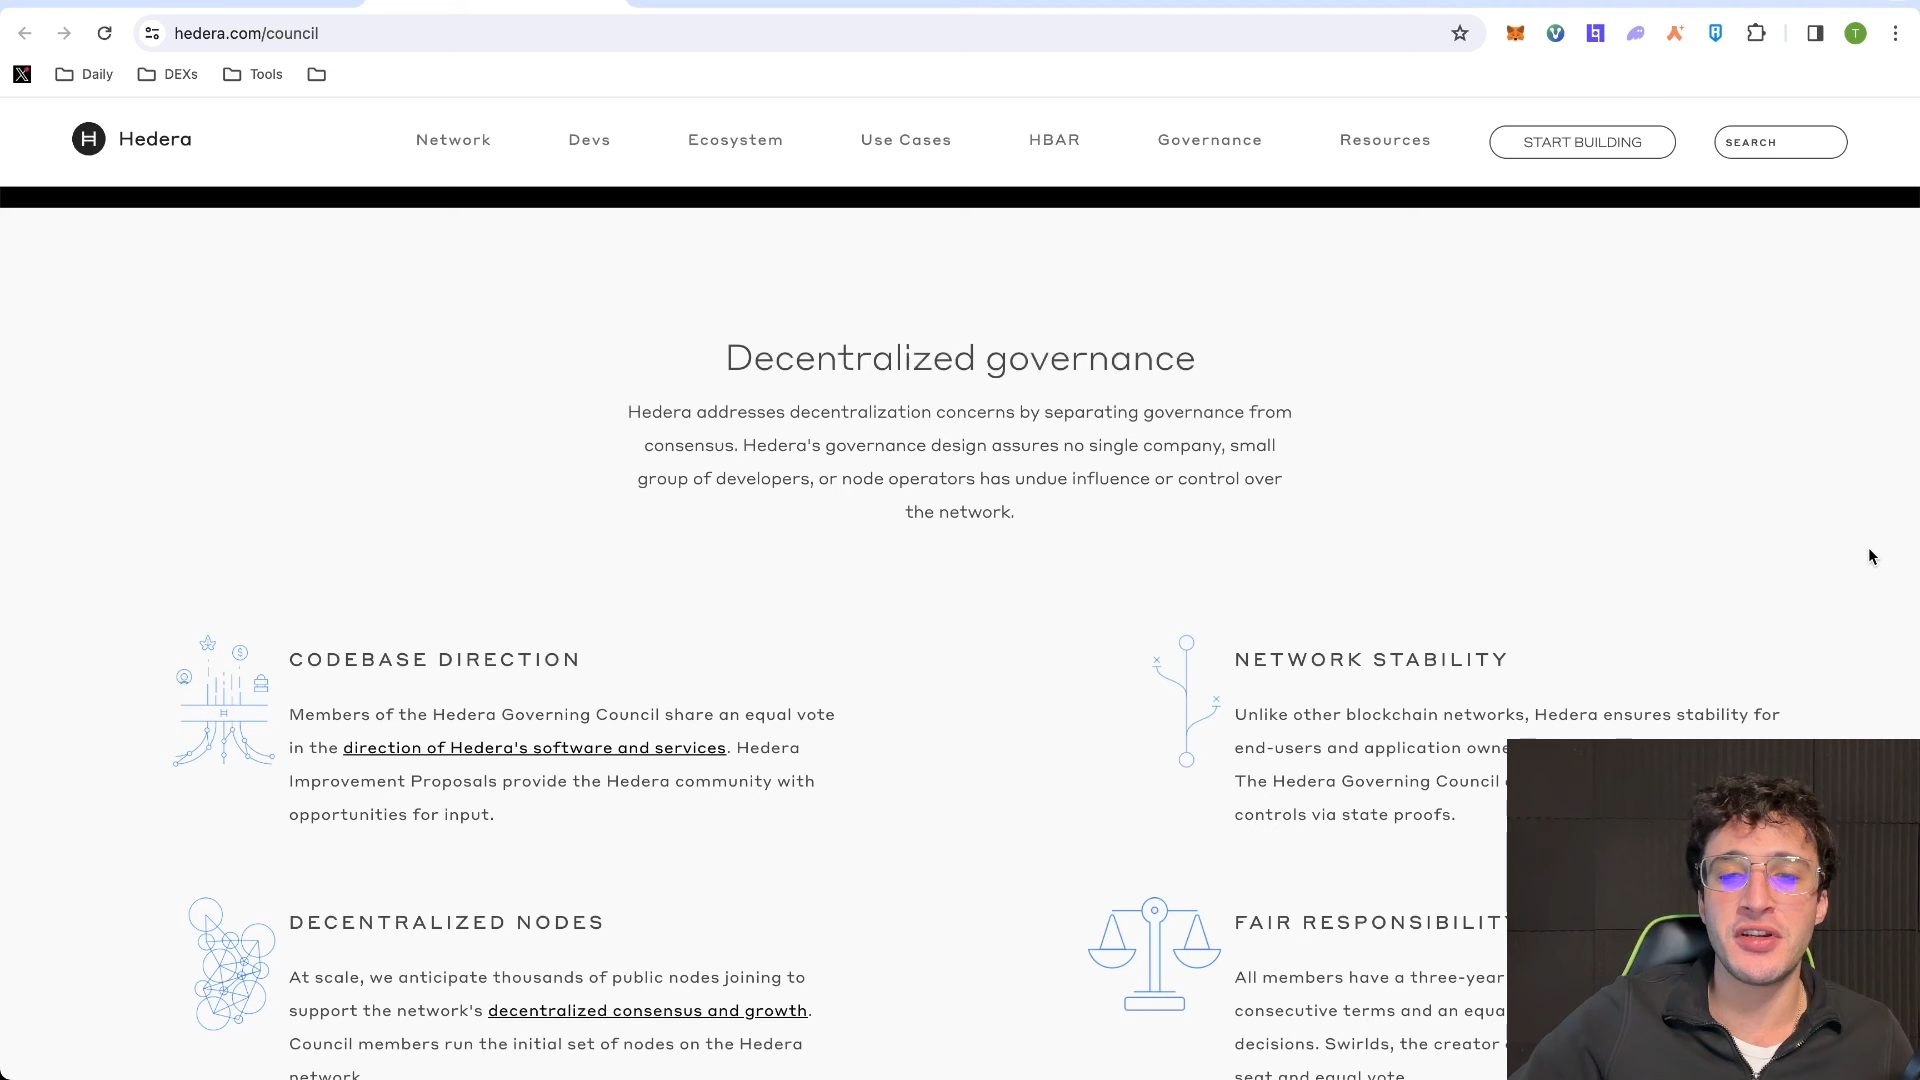 hedera.com/council
T
X
Daily
DEXs
Tools
H
Hedera
Network
Devs
Ecosystem
Use Cases
HBAR
Governance
Resources
START BUILDING
SEARCH
Decentralized governance
Hedera addresses decentralization concerns by separating governance from
consensus. Hedera's governance design assures no single company, small
group of developers, or node operators has undue influence or control over
the network.
CODEBASE DIRECTION
Members of the Hedera Governing Council share an equal vote
in the direction of Hedera's software and services. Hedera
Improvement Proposals provide the Hedera community with
opportunities for input.
NETWORK STABILITY
Unlike other blockchain networks, Hedera ensures stability for
end-users and application
The Hedera Governing Council
controls via state proofs.
DECENTRALIZED NODES
At scale, we anticipate thousands of public nodes joining to
support the network's decentralized consensus and growth.
Council members run the initial set of nodes on the Hedera
network.
FAIR RESPONSIBILITY
All members have a three-year
consecutive terms and an
decisions. Swirlds, the creator
seat and equal vote.